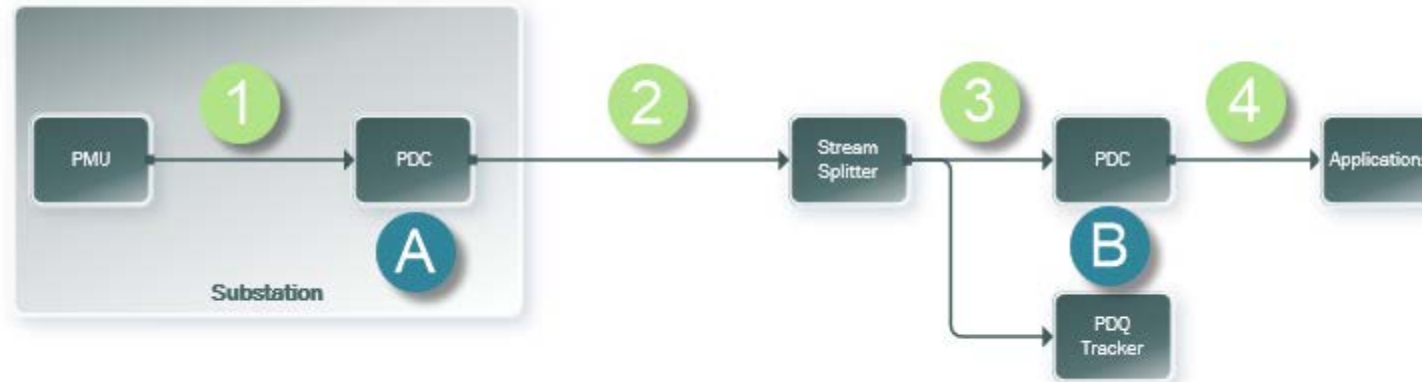 1
2
3
4
PMU
PDC
Stream
Splitter
PDC
Applications
A
B
Substation
PDQ
Tracker